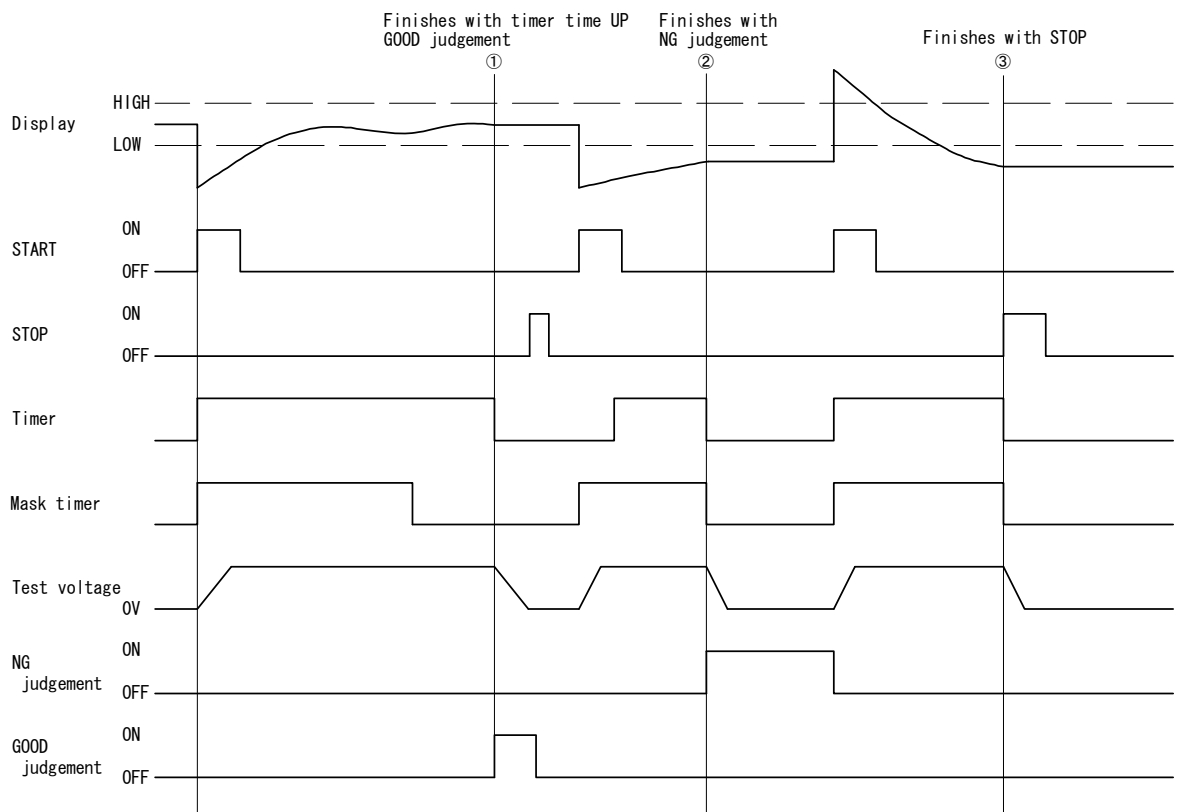 Finishes with timer time UP
GOOD judgement
①
Finishes with
NG judgement
②
Finishes with STOP
③
Display
HIGH
LOW
START
ON
OFF
STOP
ON
OFF
Timer
Mask timer
Test voltage
0V
NG
judgement
ON
OFF
GOOD
judgement
ON
OFF